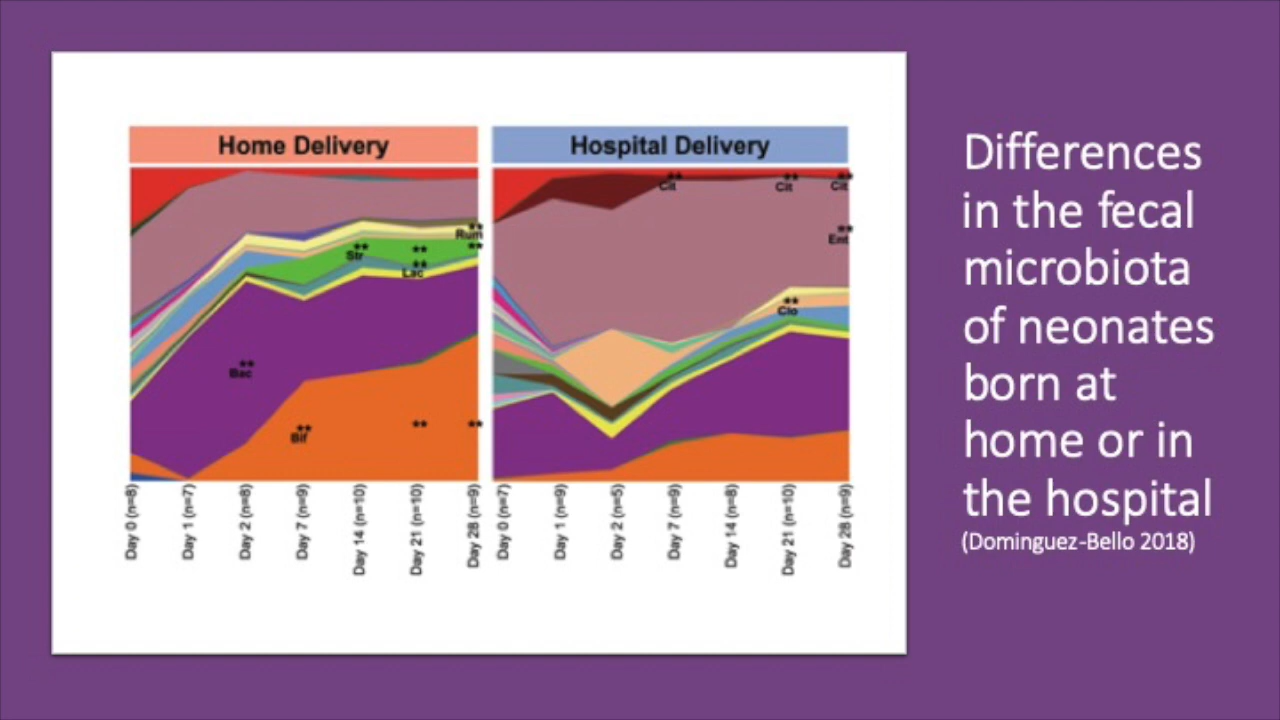 Home Delivery
Hospital Delivery
Cit
Cit
Cit
Rum
Ent
Str
Lac
Clo
Bac
Bif
**
**
**
**
**
**
**
**
**
**
**
**
**
**
Day 0 (n=8)
Day 1 (n=7)
Day 2 (n=8)
Day 7 (n=9)
Day 14 (n=10)
Day 21 (n=10)
Day 28 (n=9)
Day 0 (n=7)
Day 1 (n=9)
Day 2 (n=5)
Day 7 (n=9)
Day 14 (n=8)
Day 21 (n=10)
Day 28 (n=9)
Differences
in the fecal
microbiota
of neonates
born at
home or in
the hospital
(Dominguez-Bello 2018)